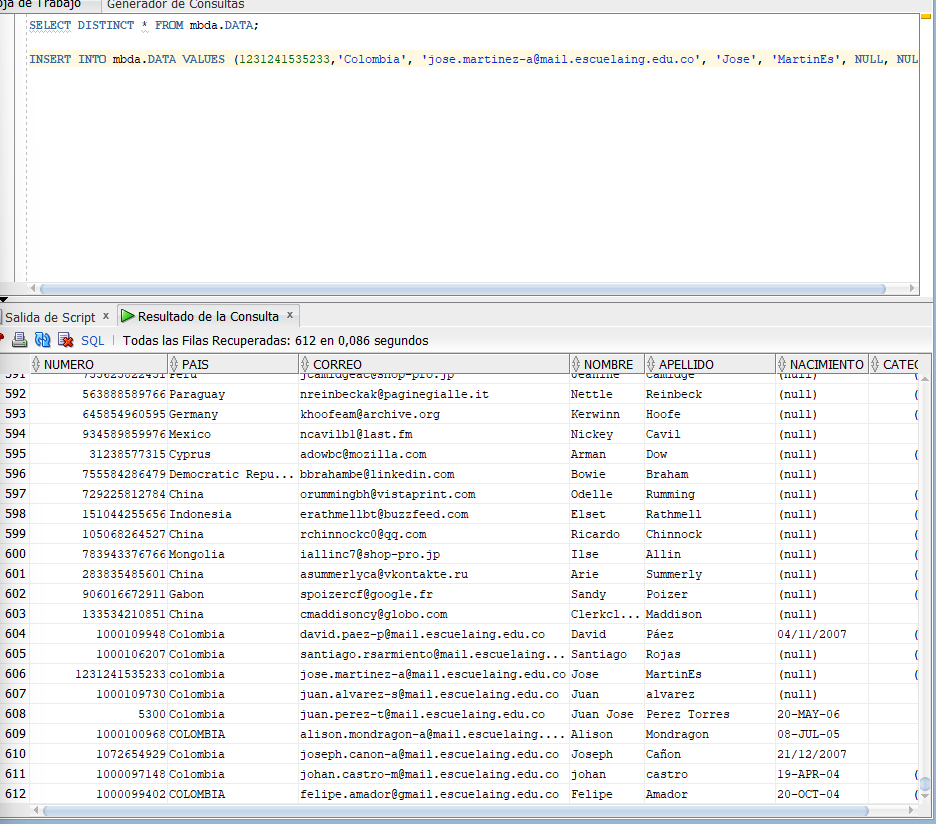 oja de Trabajo Generador de Consultas
SELECT DISTINCT * FROM mbda.DATA;
INSERT INTO mbda.DATA VALUES (1231241535233,'Colombia', 'jose.martinez-a@mail.escuelaing.edu.co', 'Jose', 'MartinEs', NULL, NUL
Salida de Script x Resultado de la Consulta x
SQL Todas las Filas Recuperadas: 612 en 0,086 segundos
NUMERO PAIS CORREO NOMBRE APELLIDO NACIMIENTO CATEG
591 Peru jcamidgeac@shop-pro.jp Jeanine Camidge (null)
592 563888589766 Paraguay nreinbeckak@paginegialle.it Nettle Reinbeck (null) (
593 645854960595 Germany khoofeam@archive.org Kerwinn Hoofe (null) (
594 934589859976 Mexico ncavilb1@last.fm Nickey Cavil (null)
595 31238577315 Cyprus adowbc@mozilla.com Arman Dow (null) (
596 755584286479 Democratic Repu... bbrahambe@linkedin.com Bowie Braham (null)
597 729225812784 China orummingbh@vistaprint.com Odelle Rumming (null) (
598 151044255656 Indonesia erathmellbt@buzzfeed.com Elset Rathmell (null) (
599 105068264527 China rchinnockc0@qq.com Ricardo Chinnock (null) (
600 783943376766 Mongolia iallinc7@shop-pro.jp Ilse Allin (null) (
601 283835485601 China asummerlyca@vkontakte.ru Arie Summerly (null) (
602 906016672911 Gabon spoizercf@google.fr Sandy Poizer (null) (
603 133534210851 China cmaddisoncy@globo.com Clerkcl... Maddison (null)
604 1000109948 Colombia david.paez-p@mail.escuelaing.edu.co David Páez 04/11/2007 (
605 1000106207 Colombia santiago.rsarmiento@mail.escuelaing... Santiago Rojas (null) (
606 1231241535233 colombia jose.martinez-a@mail.escuelaing.edu.co Jose MartinEs (null) (
607 1000109730 Colombia juan.alvarez-s@mail.escuelaing.edu.co Juan alvarez (null)
608 5300 Colombia juan.perez-t@mail.escuelaing.edu.co Juan Jose Perez Torres 20-MAY-06
609 1000100968 COLOMBIA alison.mondragon-a@mail.escuelaing.... Alison Mondragon 08-JUL-05
610 1072654929 Colombia joseph.canon-a@mail.escuelaing.edu.co Joseph Cañon 21/12/2007
611 1000097148 Colombia johan.castro-m@mail.escuelaing.edu.co johan castro 19-APR-04 (
612 1000099402 COLOMBIA felipe.amador@gmail.escuelaing.edu.co Felipe Amador 20-OCT-04 (